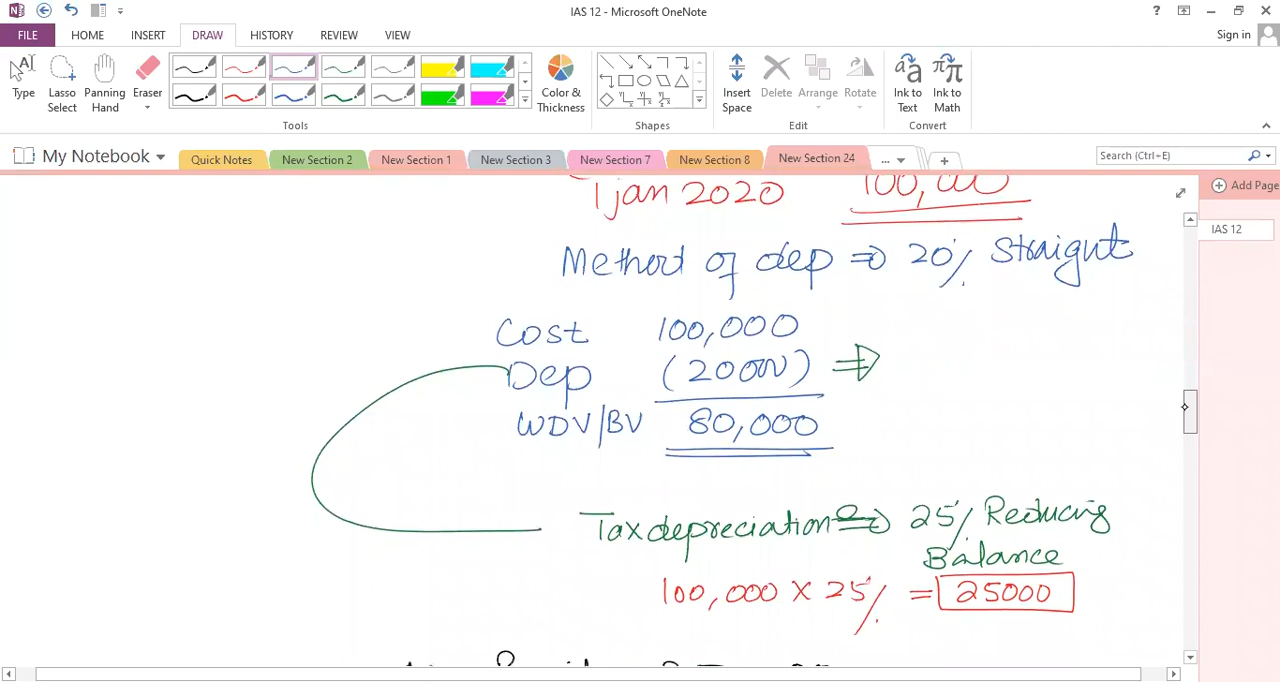 IAS 12 - Microsoft OneNote
?
FILE HOME INSERT DRAW HISTORY REVIEW VIEW
Sign in
Type
Lasso Select
Panning Hand
Eraser
Color & Thickness
Insert Space
Delete
Arrange
Rotate
Ink to Text
Ink to Math
Tools Shapes Edit Convert
My Notebook
Quick Notes New Section 2 New Section 1 New Section 3 New Section 7 New Section 8 New Section 24 ...
Search (Ctrl+E)
Add Page
IAS 12
1 jan 2020 100,000
Method of dep ⇒ 20% Straight
Cost 100,000
Dep (20000) ⇒
WDV/BV 80,000
Tax depreciation ⇒ 25% Reducing
Balance
100,000 × 25% = 25000